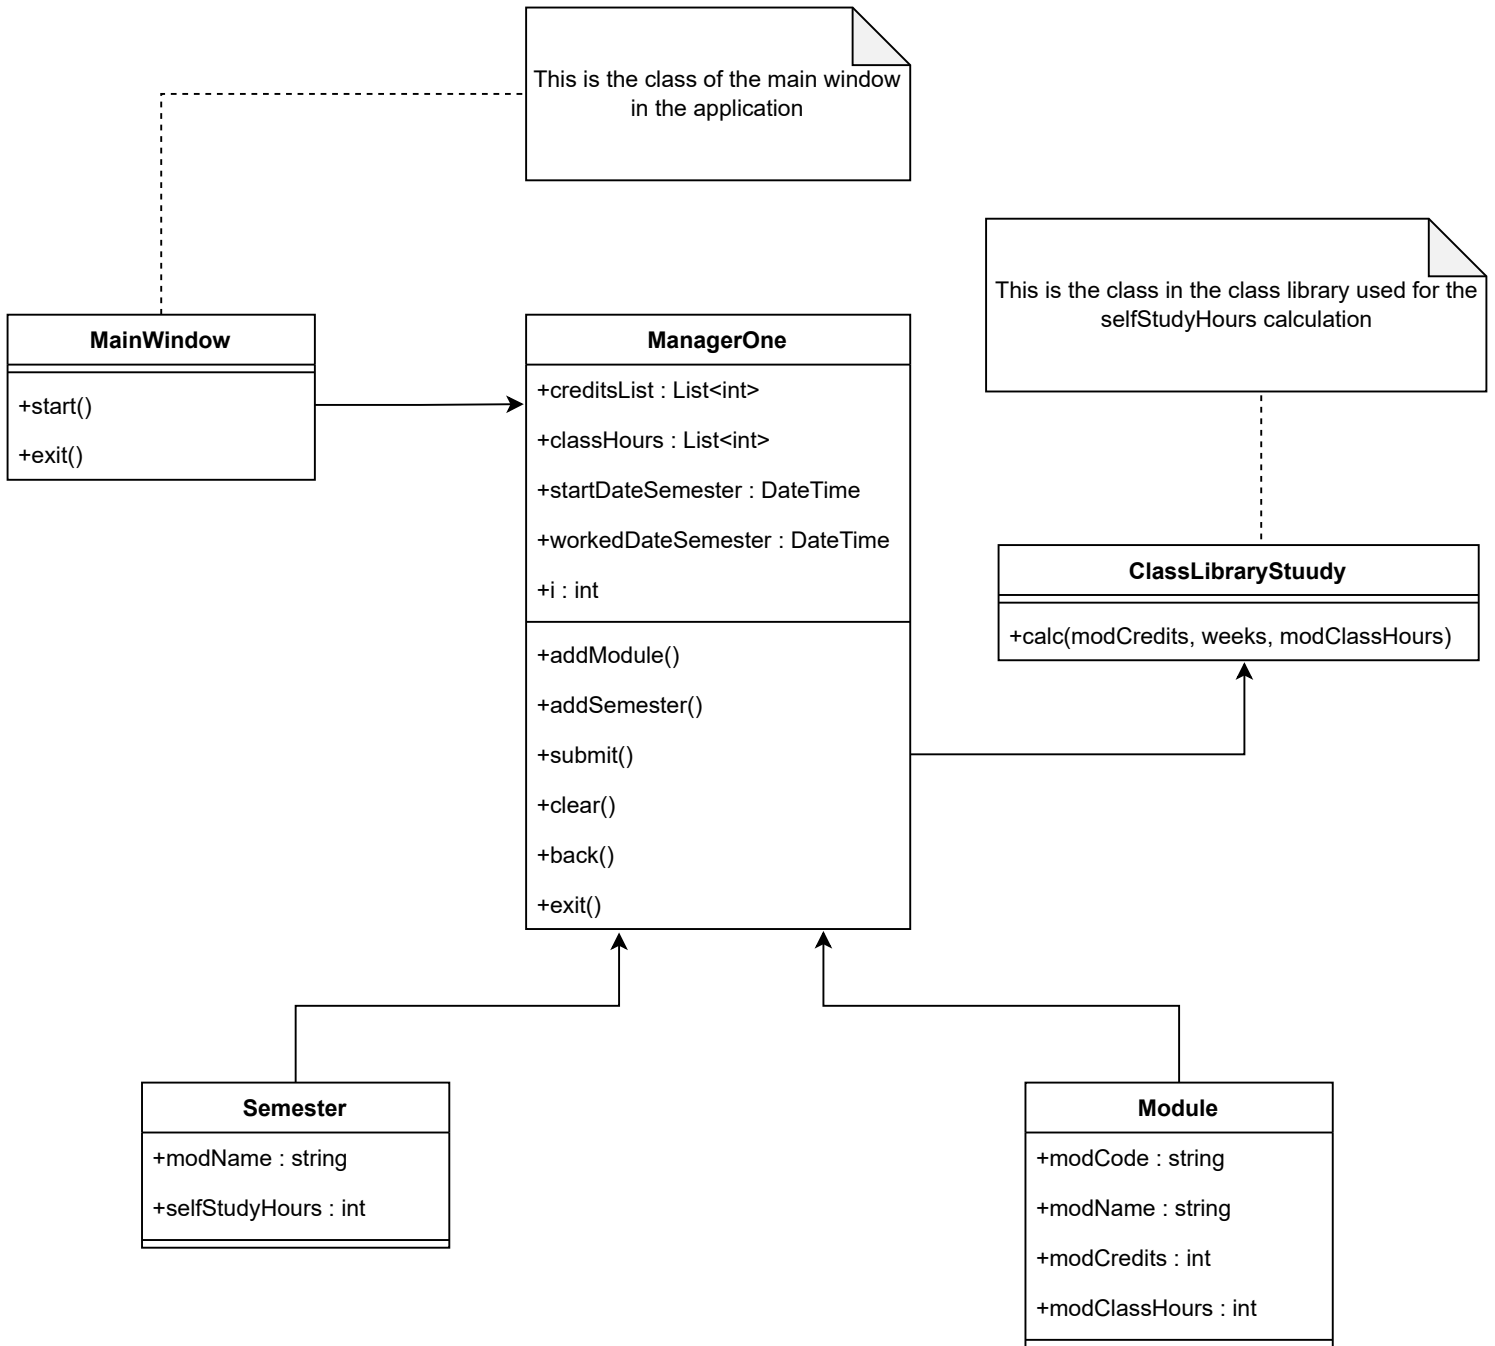 This is the class of the main window
in the application
This is the class in the class library used for the
selfStudyHours calculation
MainWindow
+start()
+exit()
ManagerOne
+creditsList : List<int>
+classHours : List<int>
+startDateSemester : DateTime
+workedDateSemester : DateTime
+i : int
+addModule()
+addSemester()
+submit()
+clear()
+back()
+exit()
ClassLibraryStuudy
+calc(modCredits, weeks, modClassHours)
Semester
+modName : string
+selfStudyHours : int
Module
+modCode : string
+modName : string
+modCredits : int
+modClassHours : int